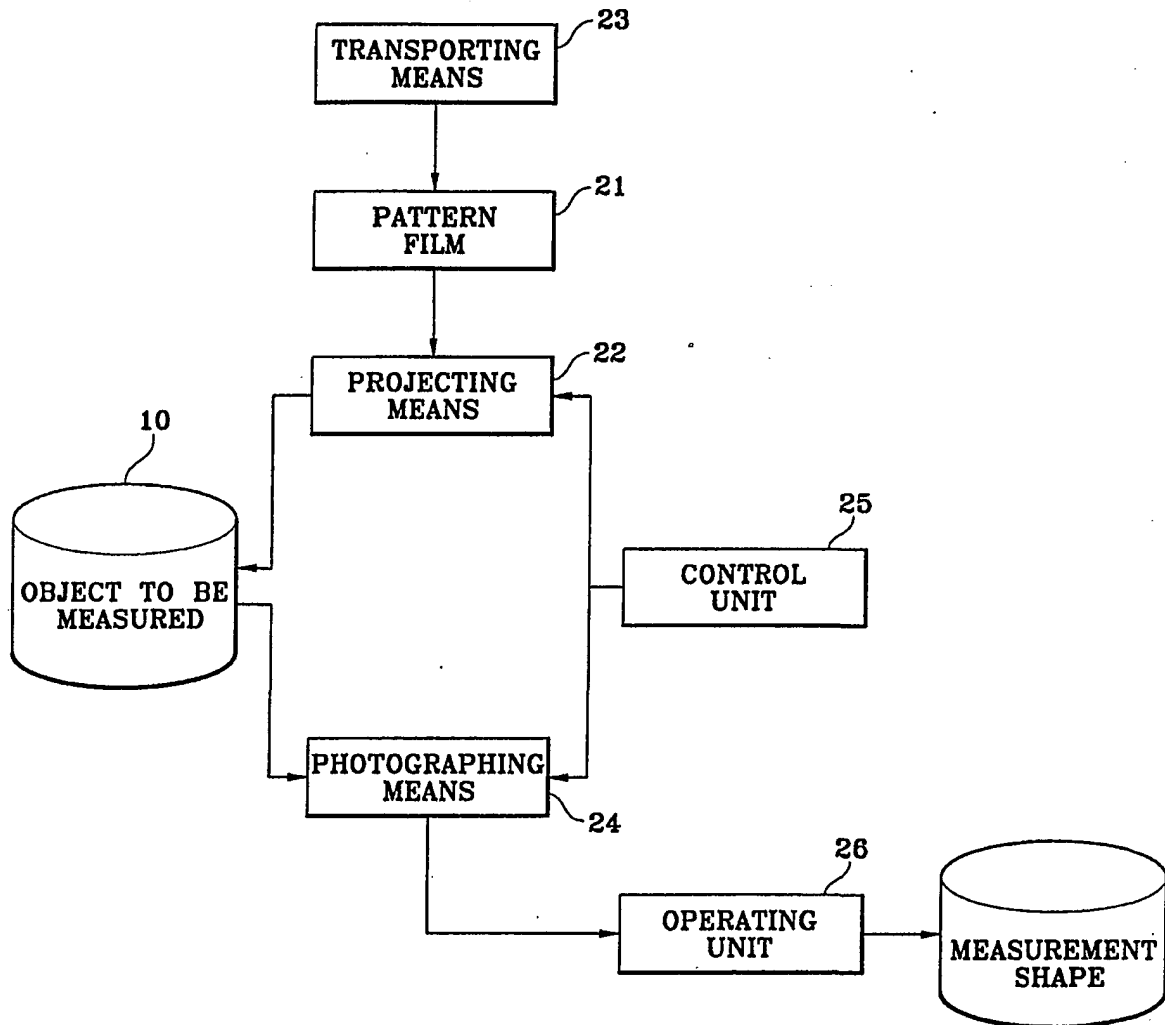 23
TRANSPORTING
MEANS
21
PATTERN
FILM
22
PROJECTING
MEANS
10
OBJECT TO BE
MEASURED
25
CONTROL
UNIT
PHOTOGRAPHING
MEANS
24
26
OPERATING
UNIT
MEASUREMENT
SHAPE